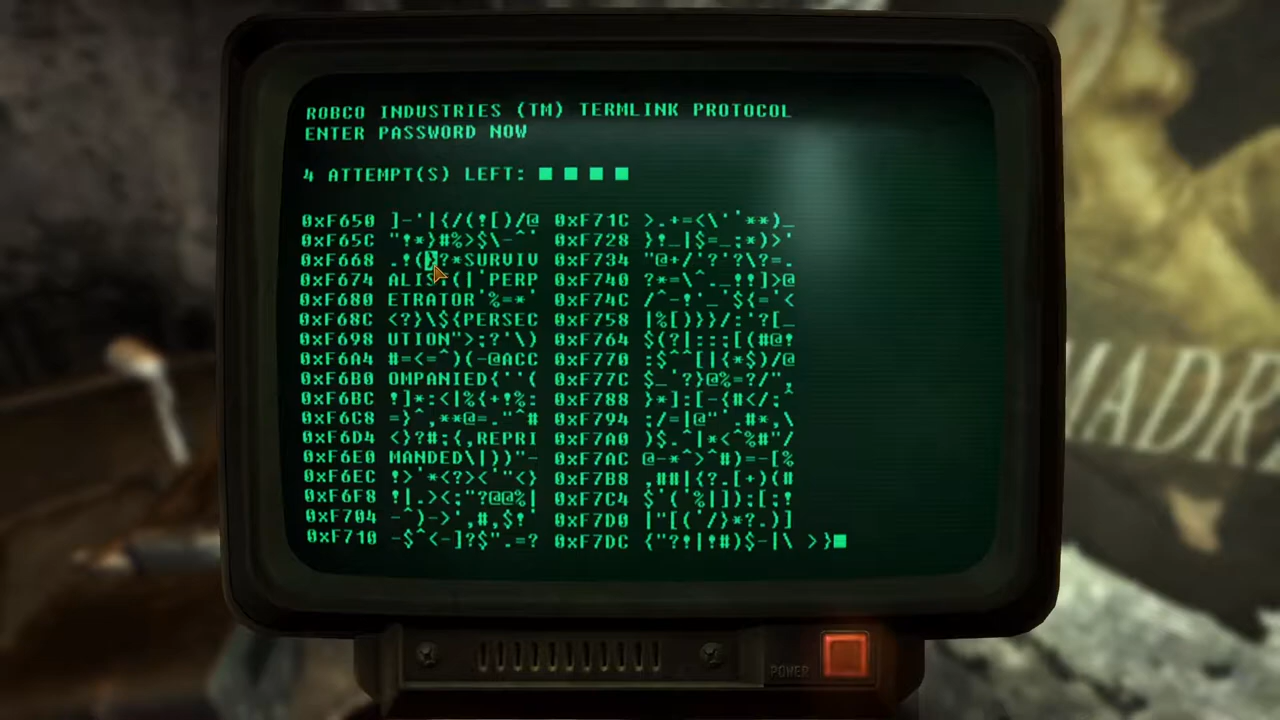 ROBCO INDUSTRIES (TM) TERMLINK PROTOCOL
ENTER PASSWORD NOW
4 ATTEMPT(S) LEFT: ■ ■ ■ ■
0xF650 ]-'|{/(![)/@ 0xF71C >.+=<\''**)_
0xF65C "!*}#%>$\-^' 0xF728 }!_|$=_;*)>'
0xF668 .!(}?*SURVIV 0xF734 "@+/'?'?\?=.
0xF674 ALIST(|'PERP 0xF740 ?*=\^._!!]>@
0xF680 ETRATOR'%=*' 0xF74C /^-!'_'${='<
0xF68C <?}\${PERSEC 0xF758 |%[)}}/:'?[_
0xF698 UTION">;?'\) 0xF764 $(?|:::[(#@!
0xF6A4 #=<=^)(-@ACC 0xF770 :$^^[|{*$)/@
0xF6B0 OMPANIED{''( 0xF77C $_'?}@%=?/",
0xF6BC !]*:<|%{+!%: 0xF788 }*]:[-{#</;^
0xF6C8 =}^,**@=."^# 0xF794 :/=|@"'.#*,\
0xF6D4 <}?#;{,REPRI 0xF7A0 )$.^|*<^%#"/
0xF6E0 MANDED\|))"- 0xF7AC @-*^>^#)=-[%
0xF6EC !>'*<?><'"<} 0xF7B8 ,##|{?.[+)(#
0xF6F8 !|.><:"?@@%| 0xF7C4 $'('%|]);[;!
0xF704 -^)->',#,$!' 0xF7D0 |"[('/}*?.)]
0xF710 -$^<-]?$".=? 0xF7DC {"?!|!#)$-|\ >}■
POWER